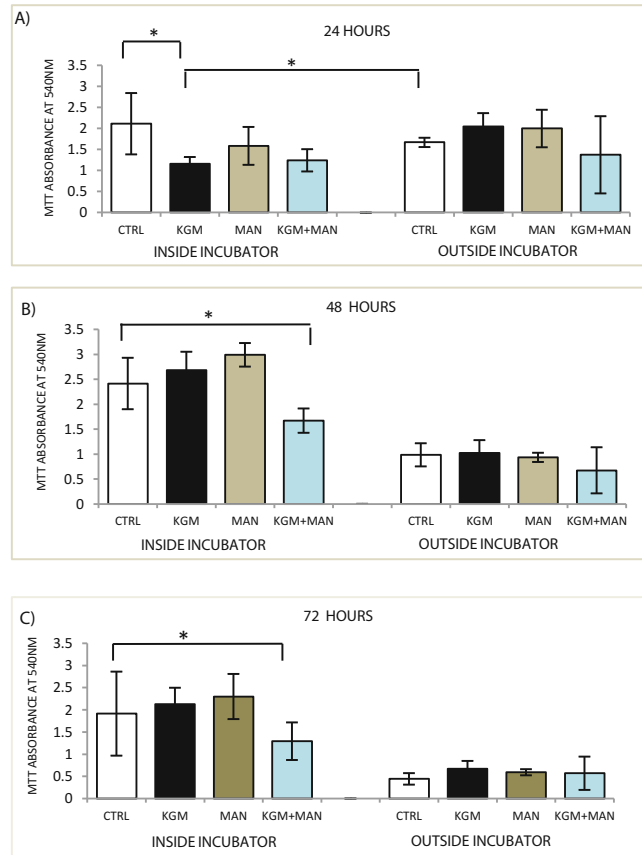 A)
24 HOURS
*
*
MTT ABSORBANCE AT 540NM
3.5
3
2.5
2
1.5
1
0.5
0
CTRL KGM MAN KGM+MAN CTRL KGM MAN KGM+MAN
INSIDE INCUBATOR OUTSIDE INCUBATOR
B)
48 HOURS
*
MTT ABSORBANCE AT 540NM
3.5
3
2.5
2
1.5
1
0.5
0
CTRL KGM MAN KGM+MAN CTRL KGM MAN KGM+MAN
INSIDE INCUBATOR OUTSIDE INCUBATOR
C)
72 HOURS
*
MTT ABSORBANCE AT 540NM
3.5
3
2.5
2
1.5
1
0.5
0
CTRL KGM MAN KGM+MAN CTRL KGM MAN KGM+MAN
INSIDE INCUBATOR OUTSIDE INCUBATOR